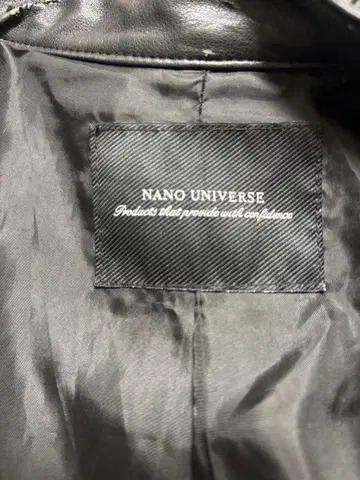 NANO UNIVERSE
Products that provide with confidence